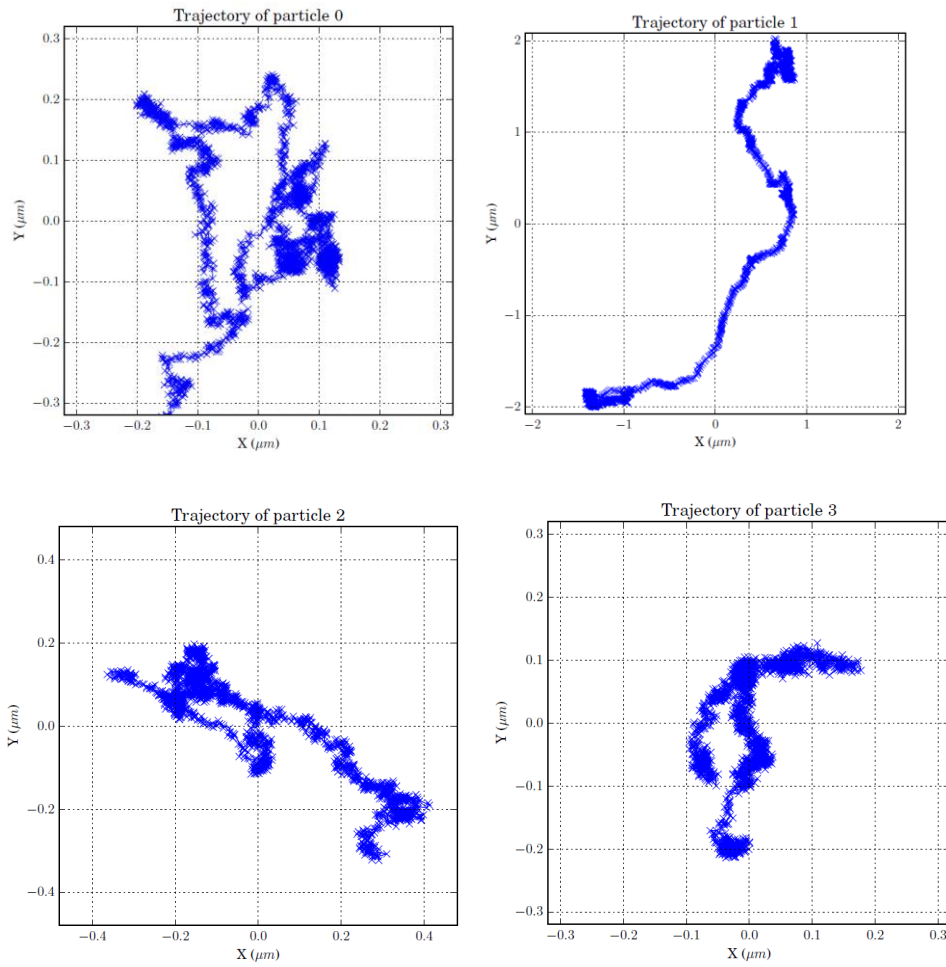 Trajectory of particle 0
0.3
0.2
0.1
0.0
−0.1
−0.2
−0.3
Y (μm)
−0.3 −0.2 −0.1 0.0 0.1 0.2 0.3
X (μm)
Trajectory of particle 1
2
1
0
−1
−2
Y (μm)
−2 −1 0 1 2
X (μm)
Trajectory of particle 2
0.4
0.2
0.0
−0.2
−0.4
Y (μm)
−0.4 −0.2 0.0 0.2 0.4
X (μm)
Trajectory of particle 3
0.3
0.2
0.1
0.0
−0.1
−0.2
−0.3
Y (μm)
−0.3 −0.2 −0.1 0.0 0.1 0.2 0.3
X (μm)